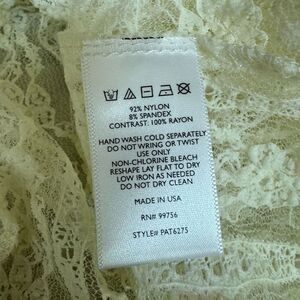 92% NYLON
8% SPANDEX
CONTRAST: 100% RAYON
HAND WASH COLD SEPARATELY
DO NOT WRING OR TWIST
USE ONLY
NON-CHLORINE BLEACH
RESHAPE LAY FLAT TO DRY
LOW IRON AS NEEDED
DO NOT DRY CLEAN
MADE IN USA
RN# 99756
STYLE# PAT6275